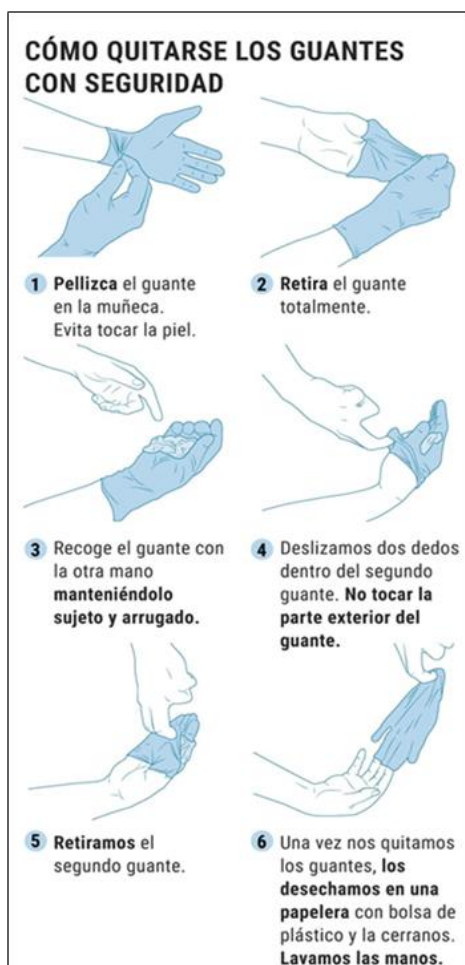 CÓMO QUITARSE LOS GUANTES
CON SEGURIDAD
1 Pellizca el guante
en la muñeca.
Evita tocar la piel.
2 Retira el guante
totalmente.
3 Recoge el guante con
la otra mano
manteniéndolo
sujeto y arrugado.
4 Deslizamos dos dedos
dentro del segundo
guante. No tocar la
parte exterior del
guante.
5 Retiramos el
segundo guante.
6 Una vez nos quitamos
los guantes, los
desechamos en una
papelera con bolsa de
plástico y la cerranos.
Lavamos las manos.